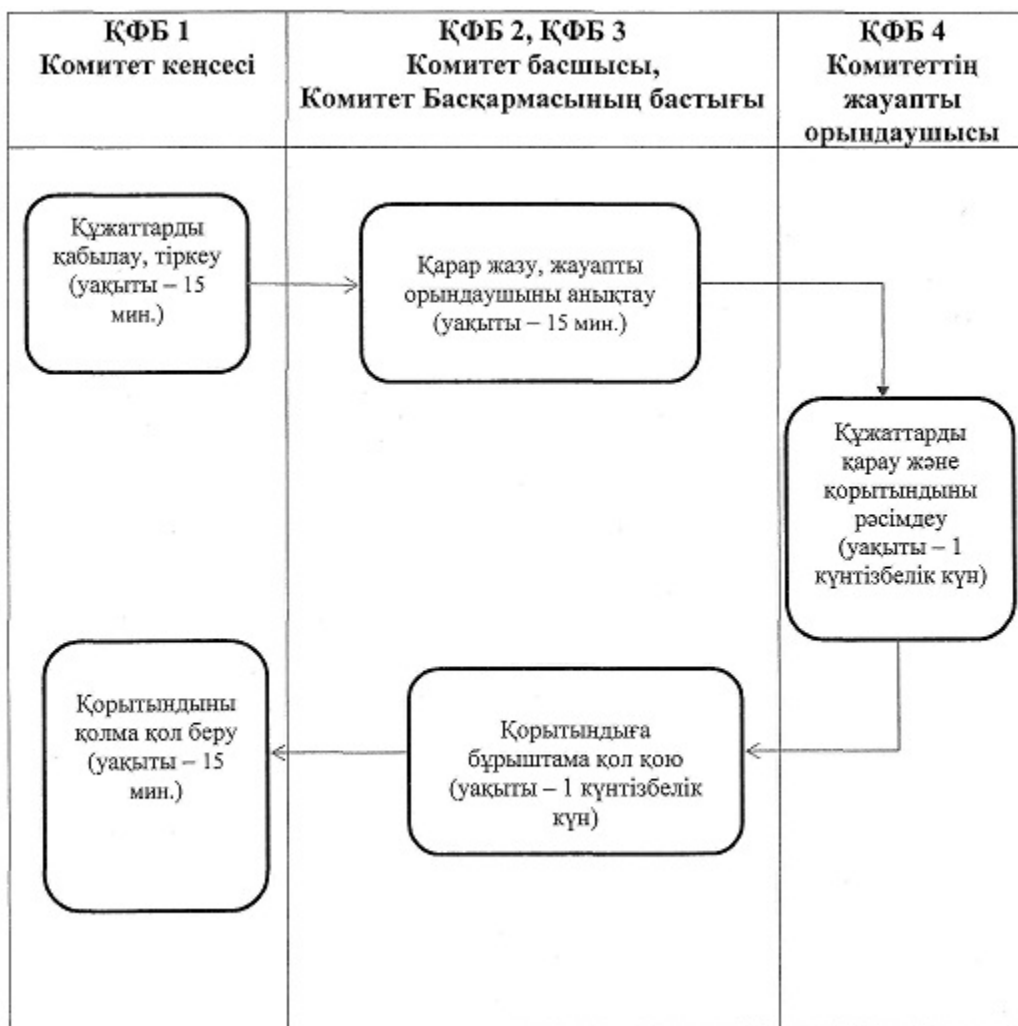 ҚФБ 1
Комитет кеңсесі
ҚФБ 2, ҚФБ 3
Комитет басшысы,
Комитет Басқармасының бастығы
ҚФБ 4
Комитеттің
жауапты
орындаушысы
Құжаттарды
қабылау, тіркеу
(уақыты – 15
мин.)
Қарар жазу, жауапты
орындаушыны анықтау
(уақыты – 15 мин.)
Құжаттарды
қарау және
қорытындыны
рәсімдеу
(уақыты – 1
күнтізбелік күн)
Қорытындыны
қолма қол беру
(уақыты – 15
мин.)
Қорытындыға
бұрыштама қол қою
(уақыты – 1 күнтізбелік
күн)